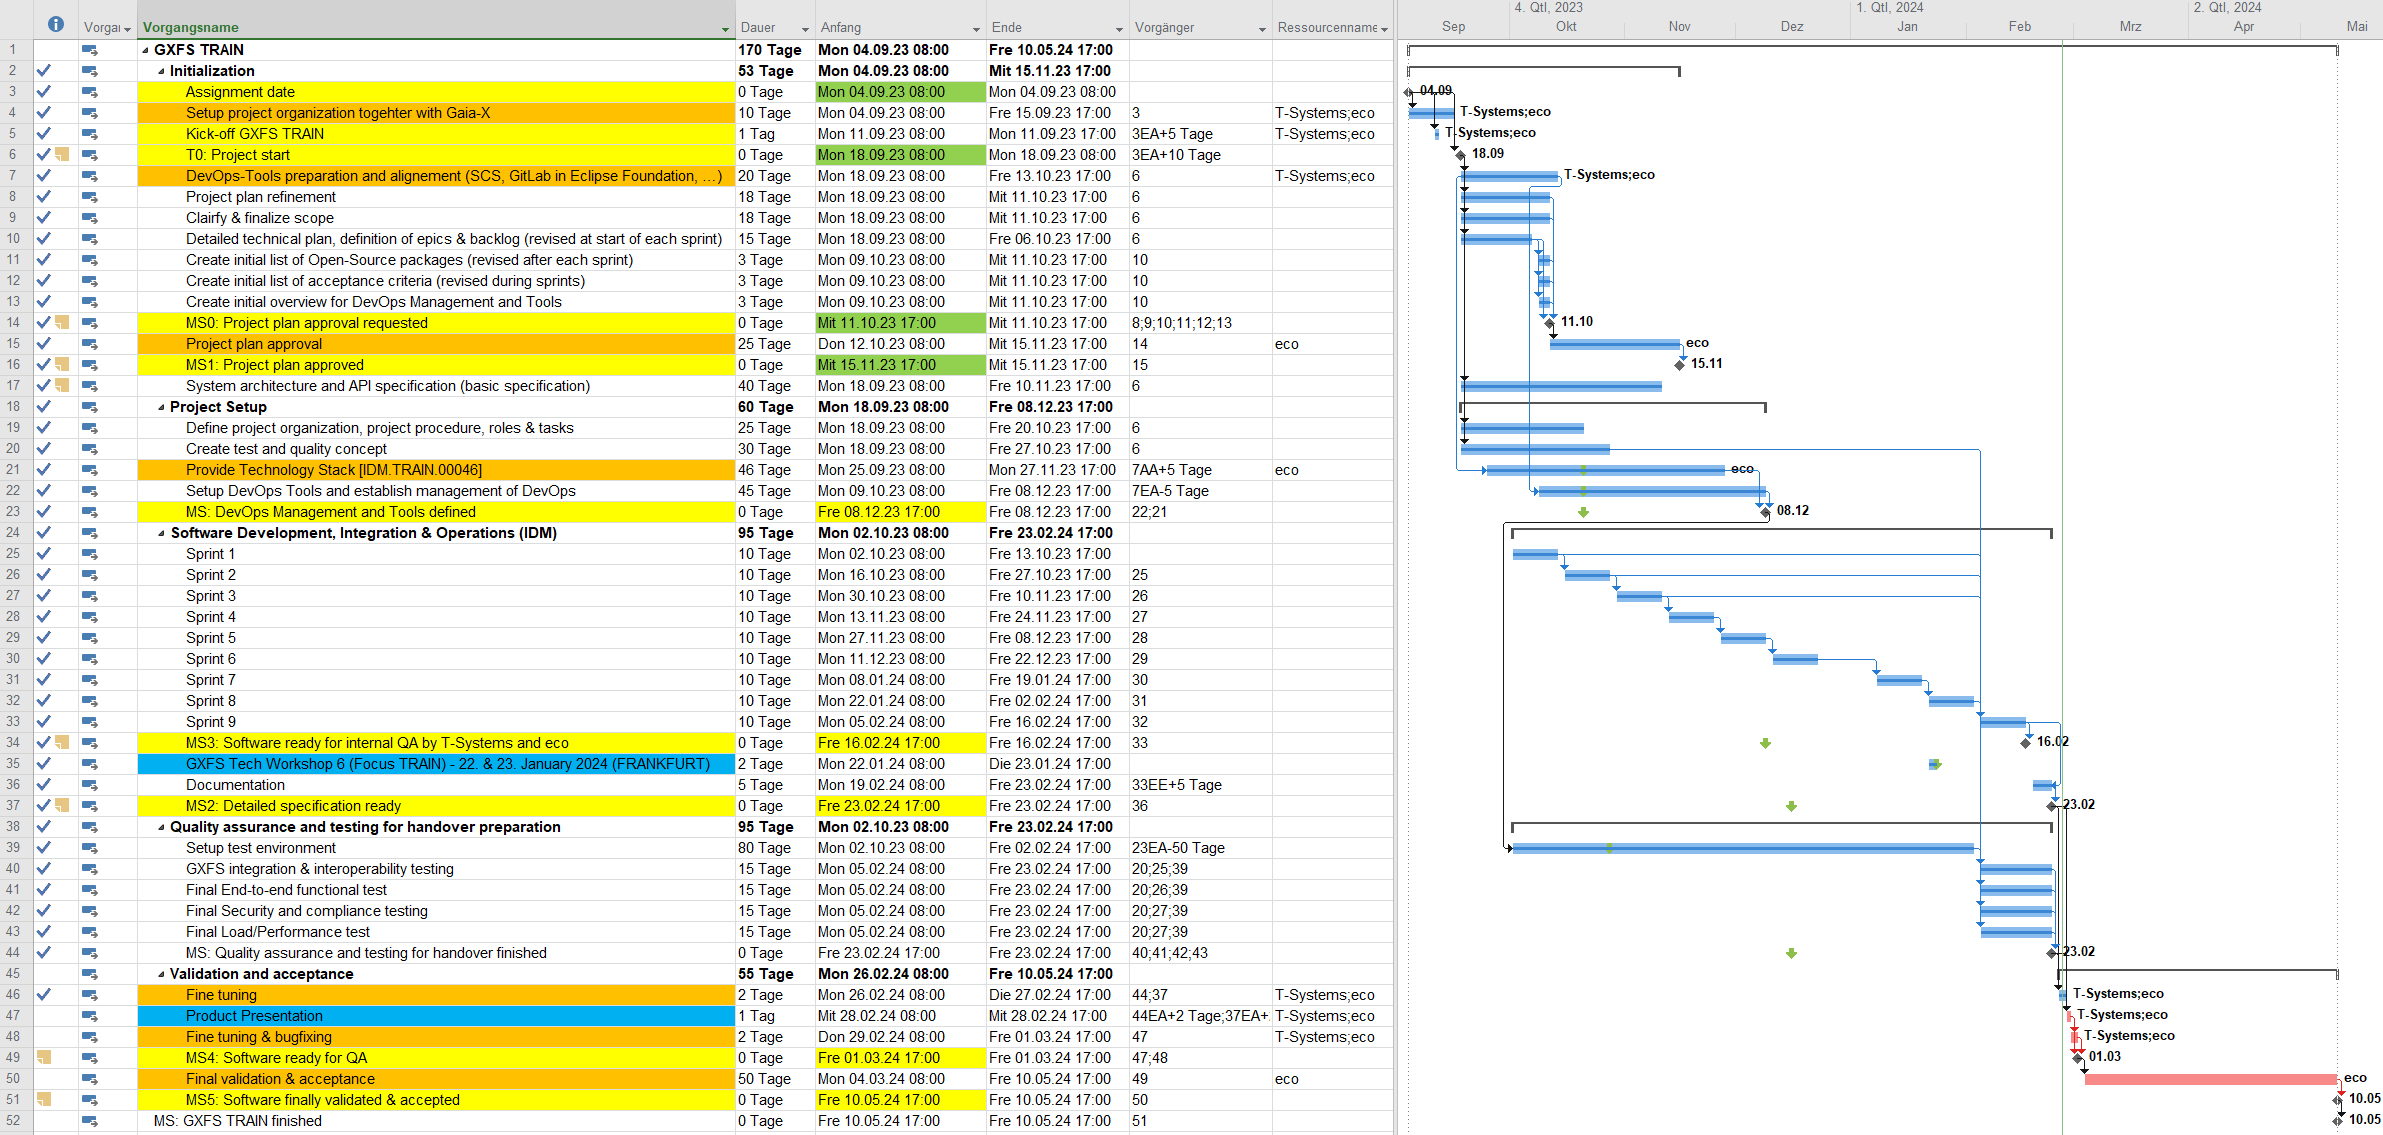 4. Qtl, 2023 1. Qtl, 2024 2. Qtl, 2024
Vorgar Vorgangsname Dauer Anfang Ende Vorgänger Ressourcenname Sep Okt Nov Dez Jan Feb Mrz Apr Mai
1 GXFS TRAIN 170 Tage Mon 04.09.23 08:00 Fre 10.05.24 17:00
2 Initialization 53 Tage Mon 04.09.23 08:00 Mit 15.11.23 17:00
3 Assignment date 0 Tage Mon 04.09.23 08:00 Mon 04.09.23 08:00 04.09
4 Setup project organization togehter with Gaia-X 10 Tage Mon 04.09.23 08:00 Fre 15.09.23 17:00 3 T-Systems;eco T-Systems;eco
5 Kick-off GXFS TRAIN 1 Tag Mon 11.09.23 08:00 Mon 11.09.23 17:00 3EA+5 Tage T-Systems;eco T-Systems;eco
6 T0: Project start 0 Tage Mon 18.09.23 08:00 Mon 18.09.23 08:00 3EA+10 Tage 18.09
7 DevOps-Tools preparation and alignement (SCS, GitLab in Eclipse Foundation, ...) 20 Tage Mon 18.09.23 08:00 Fre 13.10.23 17:00 6 T-Systems;eco T-Systems;eco
8 Project plan refinement 18 Tage Mon 18.09.23 08:00 Mit 11.10.23 17:00 6
9 Clairfy & finalize scope 18 Tage Mon 18.09.23 08:00 Mit 11.10.23 17:00 6
10 Detailed technical plan, definition of epics & backlog (revised at start of each sprint) 15 Tage Mon 18.09.23 08:00 Fre 06.10.23 17:00 6
11 Create initial list of Open-Source packages (revised after each sprint) 3 Tage Mon 09.10.23 08:00 Mit 11.10.23 17:00 10
12 Create initial list of acceptance criteria (revised during sprints) 3 Tage Mon 09.10.23 08:00 Mit 11.10.23 17:00 10
13 Create initial overview for DevOps Management and Tools 3 Tage Mon 09.10.23 08:00 Mit 11.10.23 17:00 10
14 MS0: Project plan approval requested 0 Tage Mit 11.10.23 17:00 Mit 11.10.23 17:00 8;9;10;11;12;13 11.10
15 Project plan approval 25 Tage Don 12.10.23 08:00 Mit 15.11.23 17:00 14 eco eco
16 MS1: Project plan approved 0 Tage Mit 15.11.23 17:00 Mit 15.11.23 17:00 15 15.11
17 System architecture and API specification (basic specification) 40 Tage Mon 18.09.23 08:00 Fre 10.11.23 17:00 6
18 Project Setup 60 Tage Mon 18.09.23 08:00 Fre 08.12.23 17:00
19 Define project organization, project procedure, roles & tasks 25 Tage Mon 18.09.23 08:00 Fre 20.10.23 17:00 6
20 Create test and quality concept 30 Tage Mon 18.09.23 08:00 Fre 27.10.23 17:00 6
21 Provide Technology Stack [IDM.TRAIN.00046] 46 Tage Mon 25.09.23 08:00 Mon 27.11.23 17:00 7AA+5 Tage eco eco
22 Setup DevOps Tools and establish management of DevOps 45 Tage Mon 09.10.23 08:00 Fre 08.12.23 17:00 7EA-5 Tage
23 MS: DevOps Management and Tools defined 0 Tage Fre 08.12.23 17:00 Fre 08.12.23 17:00 22;21 08.12
24 Software Development, Integration & Operations (IDM) 95 Tage Mon 02.10.23 08:00 Fre 23.02.24 17:00
25 Sprint 1 10 Tage Mon 02.10.23 08:00 Fre 13.10.23 17:00
26 Sprint 2 10 Tage Mon 16.10.23 08:00 Fre 27.10.23 17:00 25
27 Sprint 3 10 Tage Mon 30.10.23 08:00 Fre 10.11.23 17:00 26
28 Sprint 4 10 Tage Mon 13.11.23 08:00 Fre 24.11.23 17:00 27
29 Sprint 5 10 Tage Mon 27.11.23 08:00 Fre 08.12.23 17:00 28
30 Sprint 6 10 Tage Mon 11.12.23 08:00 Fre 22.12.23 17:00 29
31 Sprint 7 10 Tage Mon 08.01.24 08:00 Fre 19.01.24 17:00 30
32 Sprint 8 10 Tage Mon 22.01.24 08:00 Fre 02.02.24 17:00 31
33 Sprint 9 10 Tage Mon 05.02.24 08:00 Fre 16.02.24 17:00 32
34 MS3: Software ready for internal QA by T-Systems and eco 0 Tage Fre 16.02.24 17:00 Fre 16.02.24 17:00 33 16.02
35 GXFS Tech Workshop 6 (Focus TRAIN) - 22. & 23. January 2024 (FRANKFURT) 2 Tage Mon 22.01.24 08:00 Die 23.01.24 17:00
36 Documentation 5 Tage Mon 19.02.24 08:00 Fre 23.02.24 17:00 33EE+5 Tage
37 MS2: Detailed specification ready 0 Tage Fre 23.02.24 17:00 Fre 23.02.24 17:00 36 23.02
38 Quality assurance and testing for handover preparation 95 Tage Mon 02.10.23 08:00 Fre 23.02.24 17:00
39 Setup test environment 80 Tage Mon 02.10.23 08:00 Fre 02.02.24 17:00 23EA-50 Tage
40 GXFS integration & interoperability testing 15 Tage Mon 05.02.24 08:00 Fre 23.02.24 17:00 20;25;39
41 Final End-to-end functional test 15 Tage Mon 05.02.24 08:00 Fre 23.02.24 17:00 20;26;39
42 Final Security and compliance testing 15 Tage Mon 05.02.24 08:00 Fre 23.02.24 17:00 20;27;39
43 Final Load/Performance test 15 Tage Mon 05.02.24 08:00 Fre 23.02.24 17:00 20;27;39
44 MS: Quality assurance and testing for handover finished 0 Tage Fre 23.02.24 17:00 Fre 23.02.24 17:00 40;41;42;43 23.02
45 Validation and acceptance 55 Tage Mon 26.02.24 08:00 Fre 10.05.24 17:00
46 Fine tuning 2 Tage Mon 26.02.24 08:00 Die 27.02.24 17:00 44;37 T-Systems;eco T-Systems;eco
47 Product Presentation 1 Tag Mit 28.02.24 08:00 Mit 28.02.24 17:00 44EA+2 Tage;37EA+ T-Systems;eco T-Systems;eco
48 Fine tuning & bugfixing 2 Tage Don 29.02.24 08:00 Fre 01.03.24 17:00 47 T-Systems;eco T-Systems;eco
49 MS4: Software ready for QA 0 Tage Fre 01.03.24 17:00 Fre 01.03.24 17:00 47;48 01.03
50 Final validation & acceptance 50 Tage Mon 04.03.24 08:00 Fre 10.05.24 17:00 49 eco eco
51 MS5: Software finally validated & accepted 0 Tage Fre 10.05.24 17:00 Fre 10.05.24 17:00 50 10.05
52 MS: GXFS TRAIN finished 0 Tage Fre 10.05.24 17:00 Fre 10.05.24 17:00 51 10.05